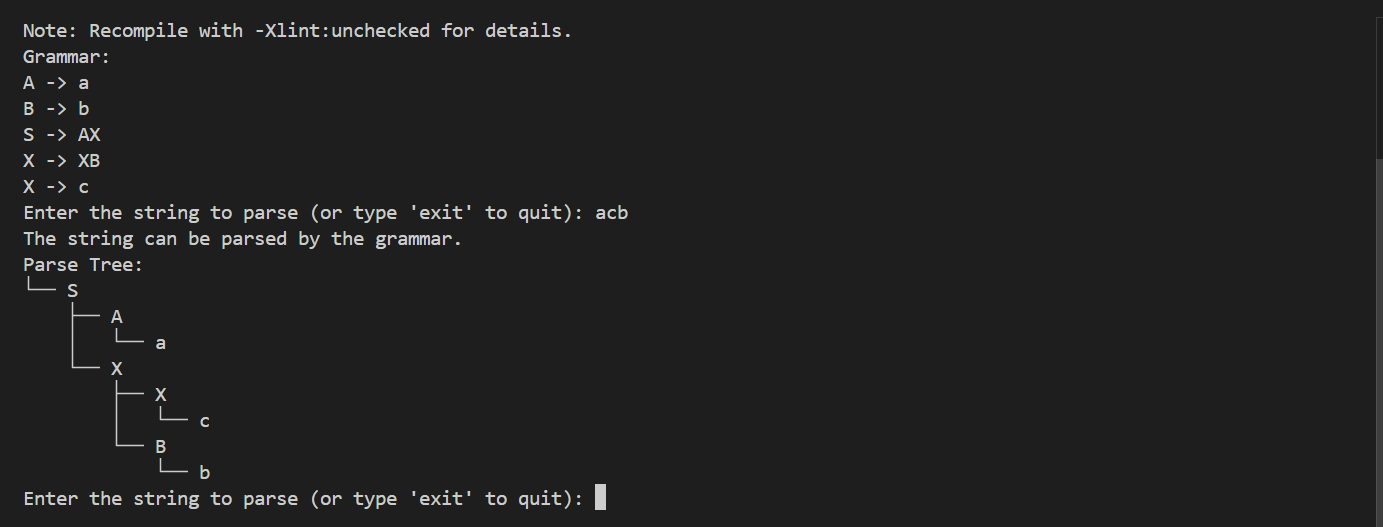 Note: Recompile with -Xlint:unchecked for details.
Grammar:
A -> a
B -> b
S -> AX
X -> XB
X -> c
Enter the string to parse (or type 'exit' to quit): acb
The string can be parsed by the grammar.
Parse Tree:
└── S
    ├── A
    │   └── a
    └── X
        ├── X
        │   └── c
        └── B
            └── b
Enter the string to parse (or type 'exit' to quit):